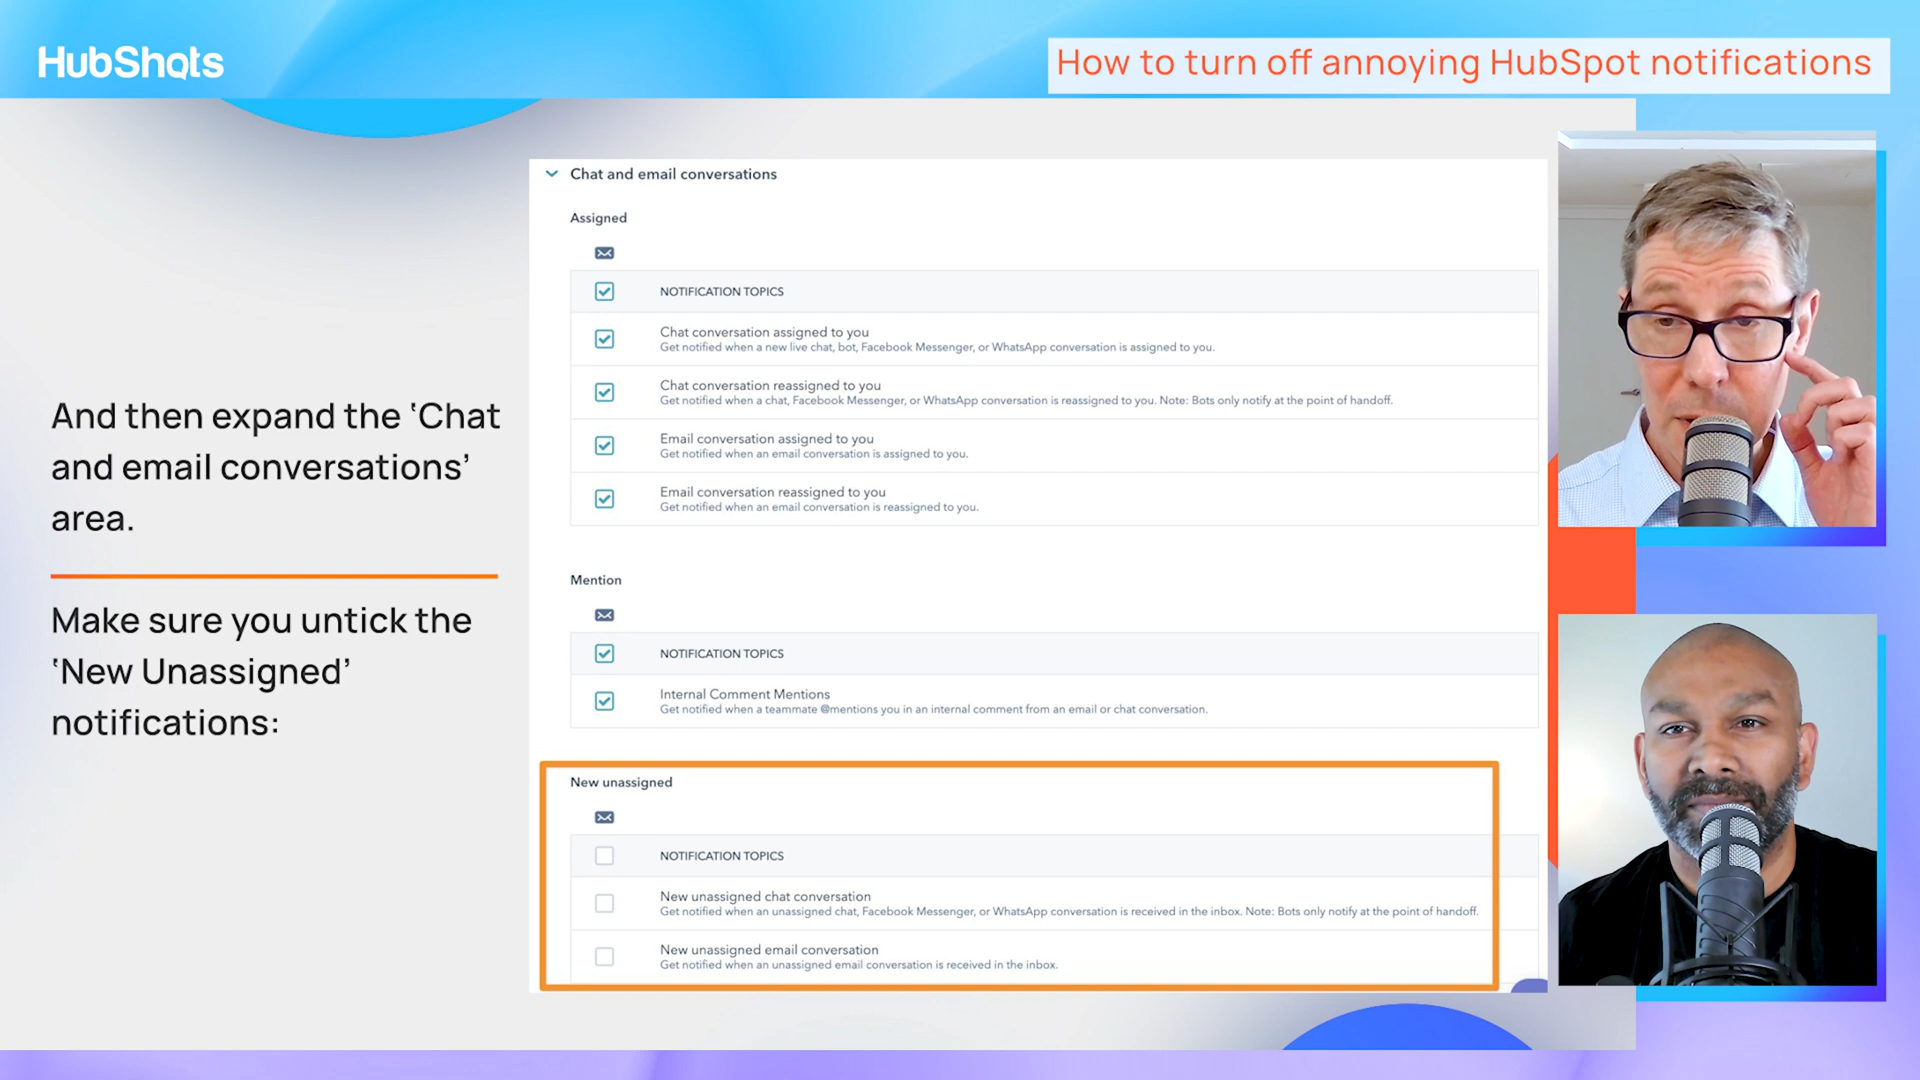 HubShots
How to turn off annoying HubSpot notifications
And then expand the ‘Chat
and email conversations’
area.
Make sure you untick the
‘New Unassigned’
notifications:
Chat and email conversations
Assigned
NOTIFICATION TOPICS
Chat conversation assigned to you
Get notified when a new live chat, bot, Facebook Messenger, or WhatsApp conversation is assigned to you.
Chat conversation reassigned to you
Get notified when a chat, Facebook Messenger, or WhatsApp conversation is reassigned to you. Note: Bots only notify at the point of handoff.
Email conversation assigned to you
Get notified when an email conversation is assigned to you.
Email conversation reassigned to you
Get notified when an email conversation is reassigned to you.
Mention
NOTIFICATION TOPICS
Internal Comment Mentions
Get notified when a teammate @mentions you in an internal comment from an email or chat conversation.
New unassigned
NOTIFICATION TOPICS
New unassigned chat conversation
Get notified when an unassigned chat, Facebook Messenger, or WhatsApp conversation is received in the inbox. Note: Bots only notify at the point of handoff.
New unassigned email conversation
Get notified when an unassigned email conversation is received in the inbox.